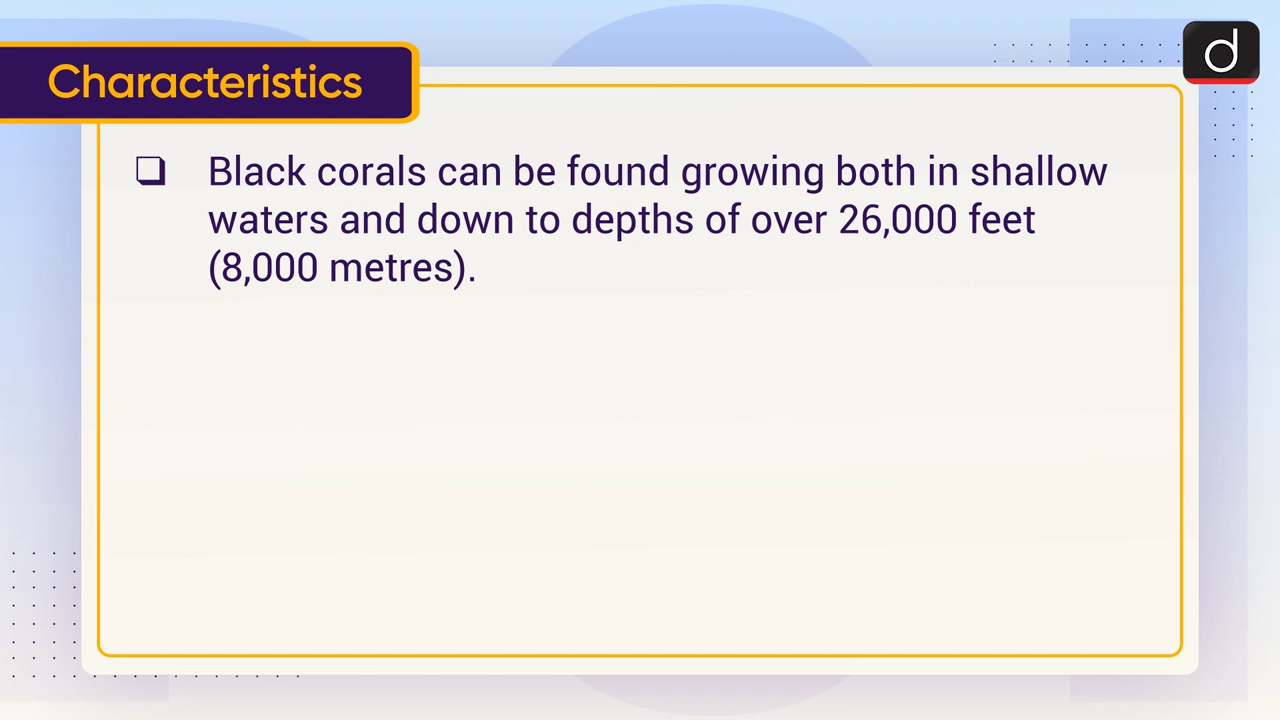 Characteristics
d
❑ Black corals can be found growing both in shallow
waters and down to depths of over 26,000 feet
(8,000 metres).